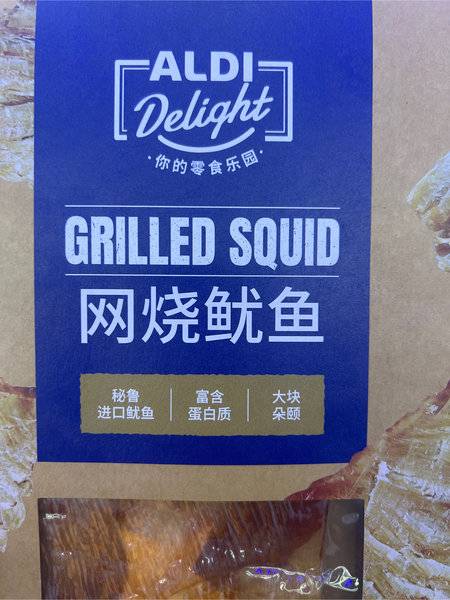 ALDI
Delight
·你的零食乐园·
GRILLED SQUID
网烧鱿鱼
秘鲁
进口鱿鱼
富含
蛋白质
大块
朵颐